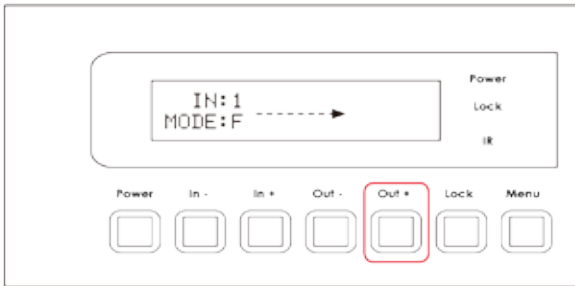 Power
IN:1
Lock
MODE:F
IR
Power In - In + Out - Out + Lock Menu